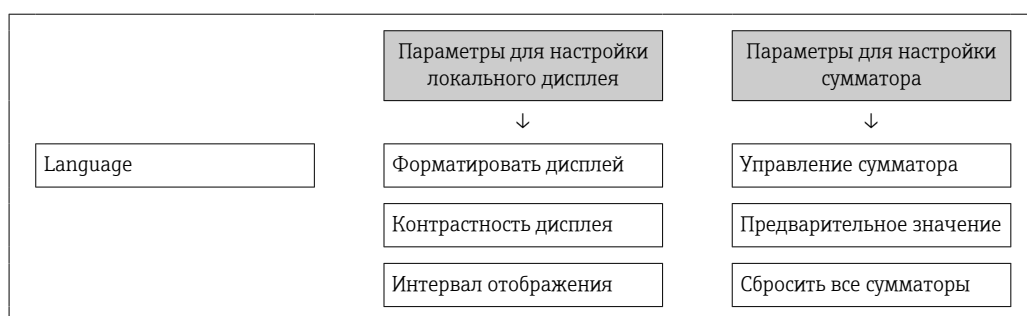 Параметры для настройки
локального дисплея
Параметры для настройки
сумматора
↓
↓
Language
Форматировать дисплей
Управление сумматора
Контрастность дисплея
Предварительное значение
Интервал отображения
Сбросить все сумматоры